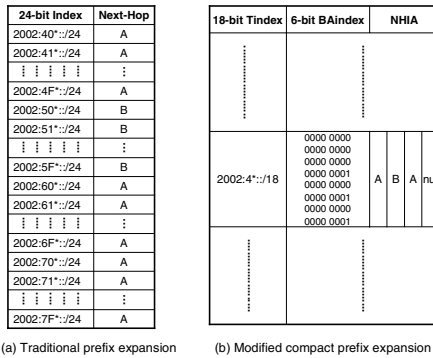 24-bit Index Next-Hop
2002:40*::/24 A
2002:41*::/24 A
2002:4F*::/24 A
2002:50*::/24 B
2002:51*::/24 B
2002:5F*::/24 B
2002:60*::/24 A
2002:61*::/24 A
2002:6F*::/24 A
2002:70*::/24 A
2002:71*::/24 A
2002:7F*::/24 A
(a) Traditional prefix expansion
18-bit Tindex 6-bit BAindex NHIA
0000 0000
0000 0000
0000 0000
0000 0001
2002:4*::/18 A B A nu
0000 0000
0000 0001
0000 0000
0000 0001
(b) Modified compact prefix expansion